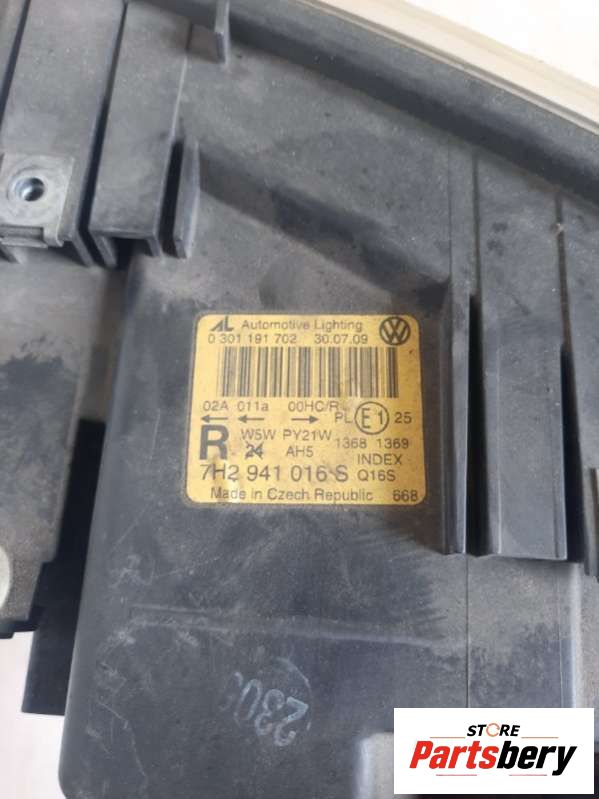 AL Automotive Lighting
0 301 191 702 30.07.09
02A 011a 00HC/R
PL E1 25
W5W PY21W 1368 1369
R 24 AH5 INDEX
7H2 941 016 S Q16S
Made in Czech Republic 668
STORE
Partsbery